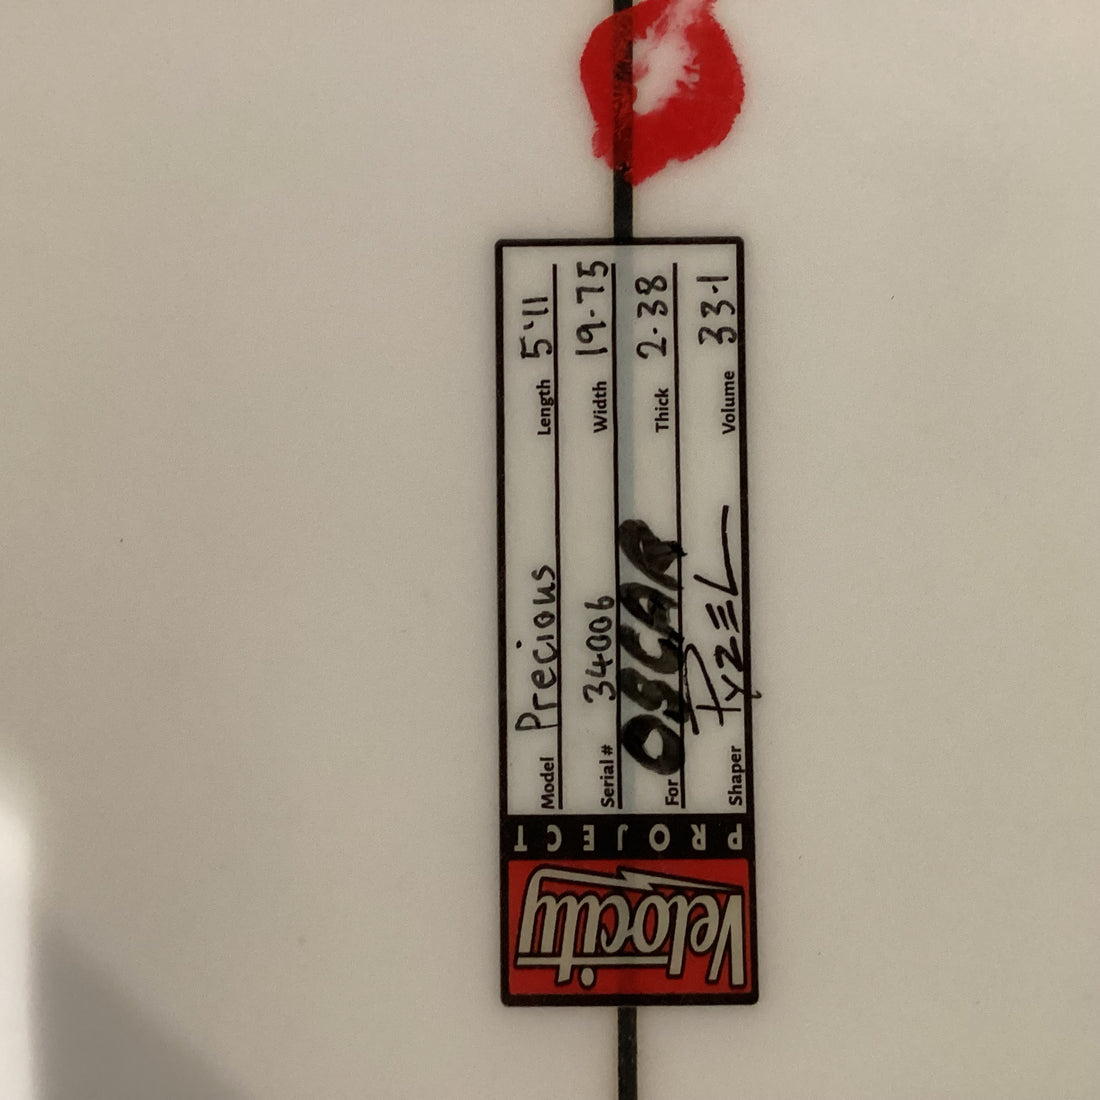 Velocity
PROJECT
Model Precious Length 5'11
Serial # 34006 Width 19.75
For OSCAR Thick 2.38
Shaper PYZEL Volume 33.1